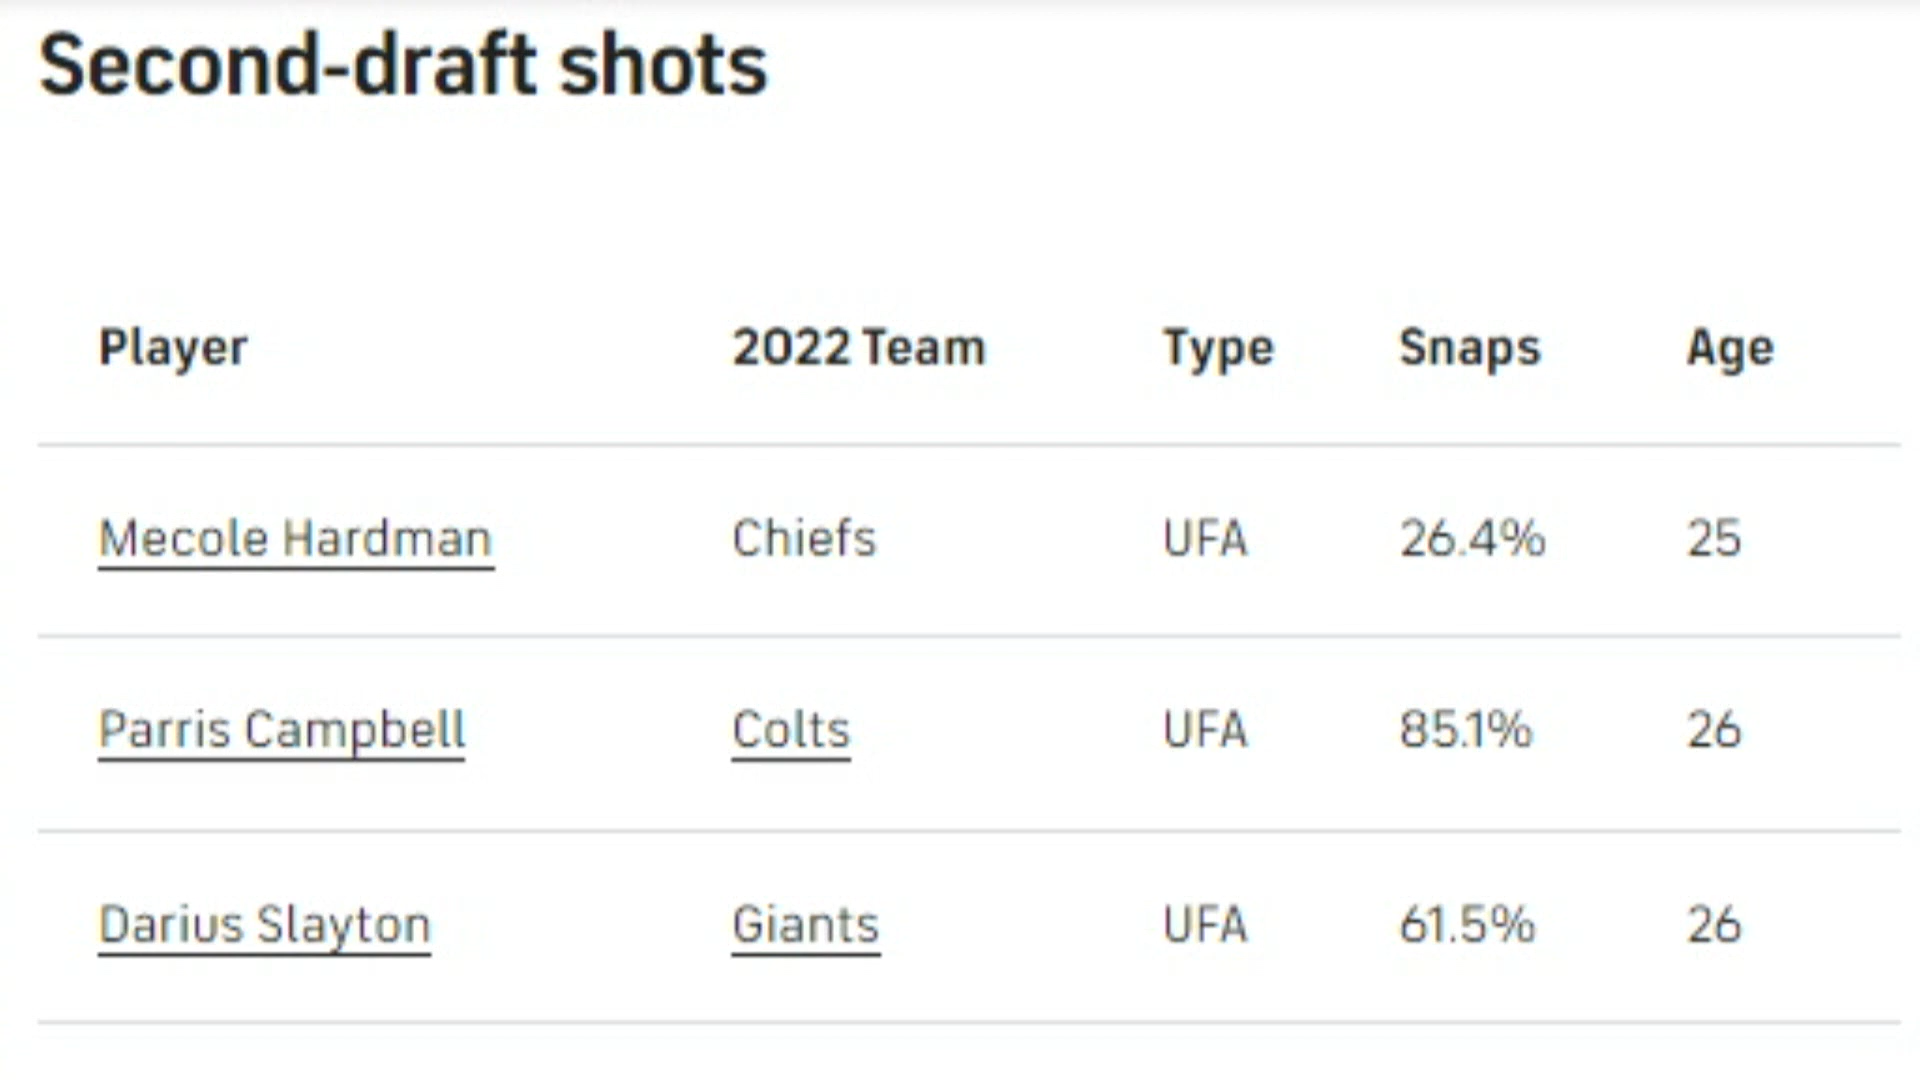 Second-draft shots
Player 2022 Team Type Snaps Age
Mecole Hardman Chiefs UFA 26.4% 25
Parris Campbell Colts UFA 85.1% 26
Darius Slayton Giants UFA 61.5% 26